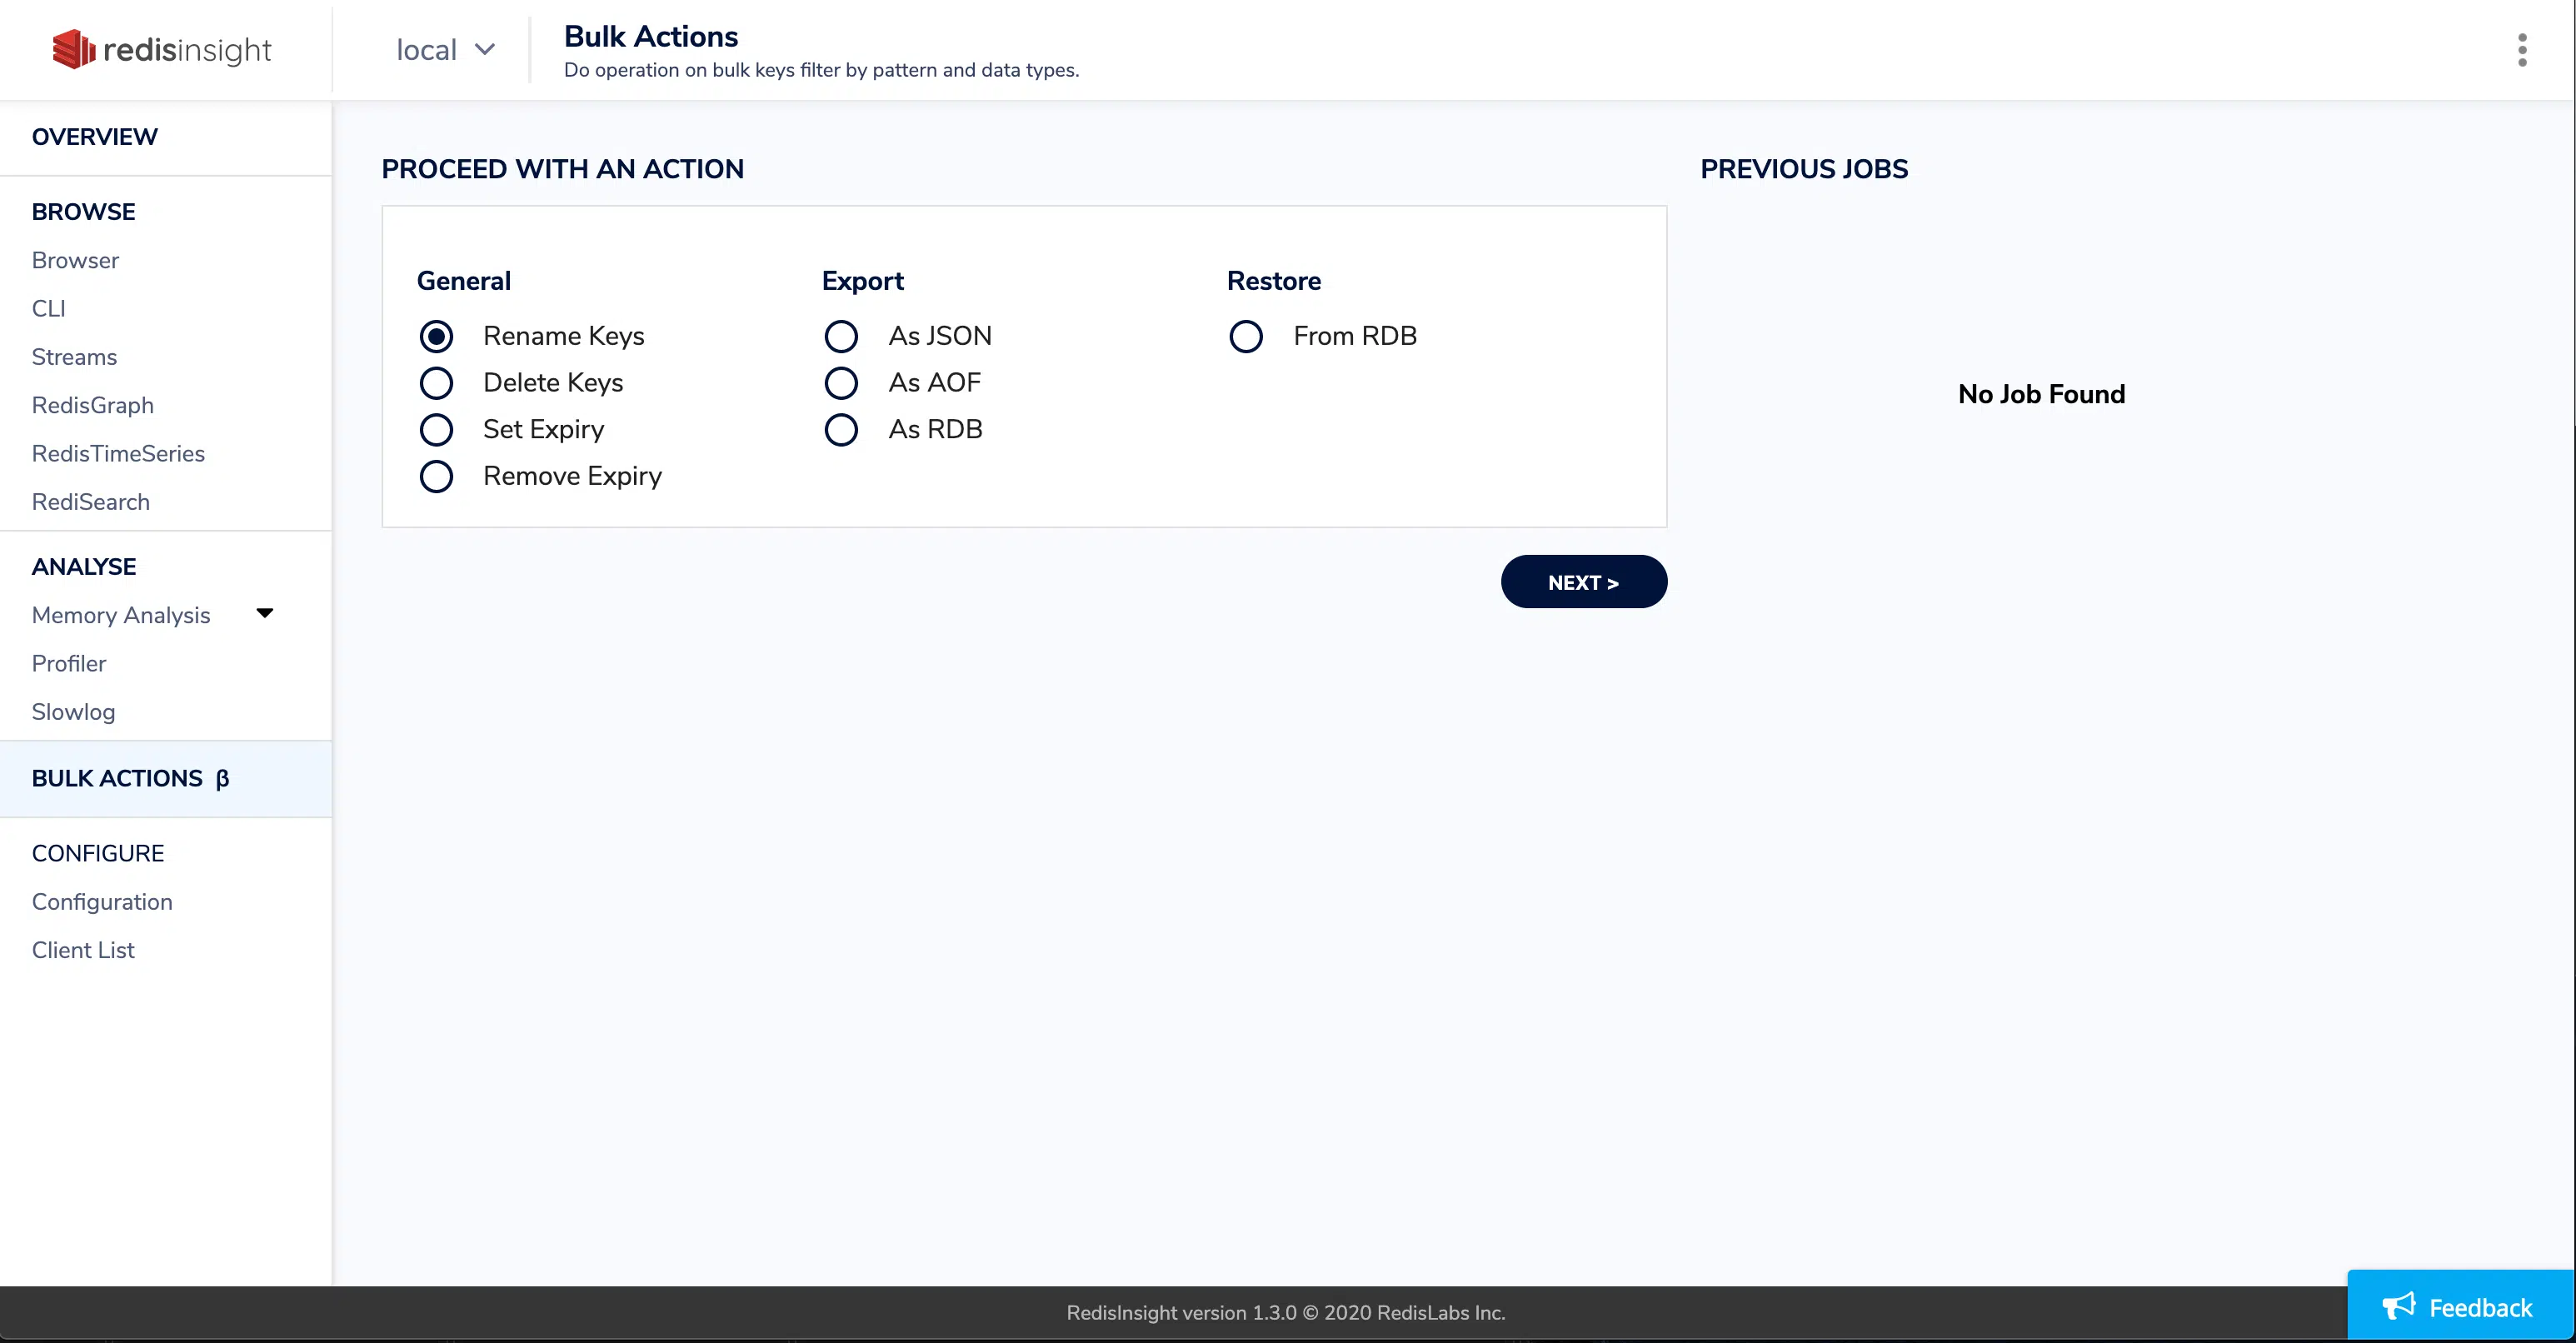 redisinsight
local
Bulk Actions
Do operation on bulk keys filter by pattern and data types.
OVERVIEW
BROWSE
Browser
CLI
Streams
RedisGraph
RedisTimeSeries
RediSearch
ANALYSE
Memory Analysis
Profiler
Slowlog
BULK ACTIONS β
CONFIGURE
Configuration
Client List
PROCEED WITH AN ACTION
General
Rename Keys
Delete Keys
Set Expiry
Remove Expiry
Export
As JSON
As AOF
As RDB
Restore
From RDB
NEXT >
PREVIOUS JOBS
No Job Found
RedisInsight version 1.3.0 © 2020 RedisLabs Inc.
Feedback